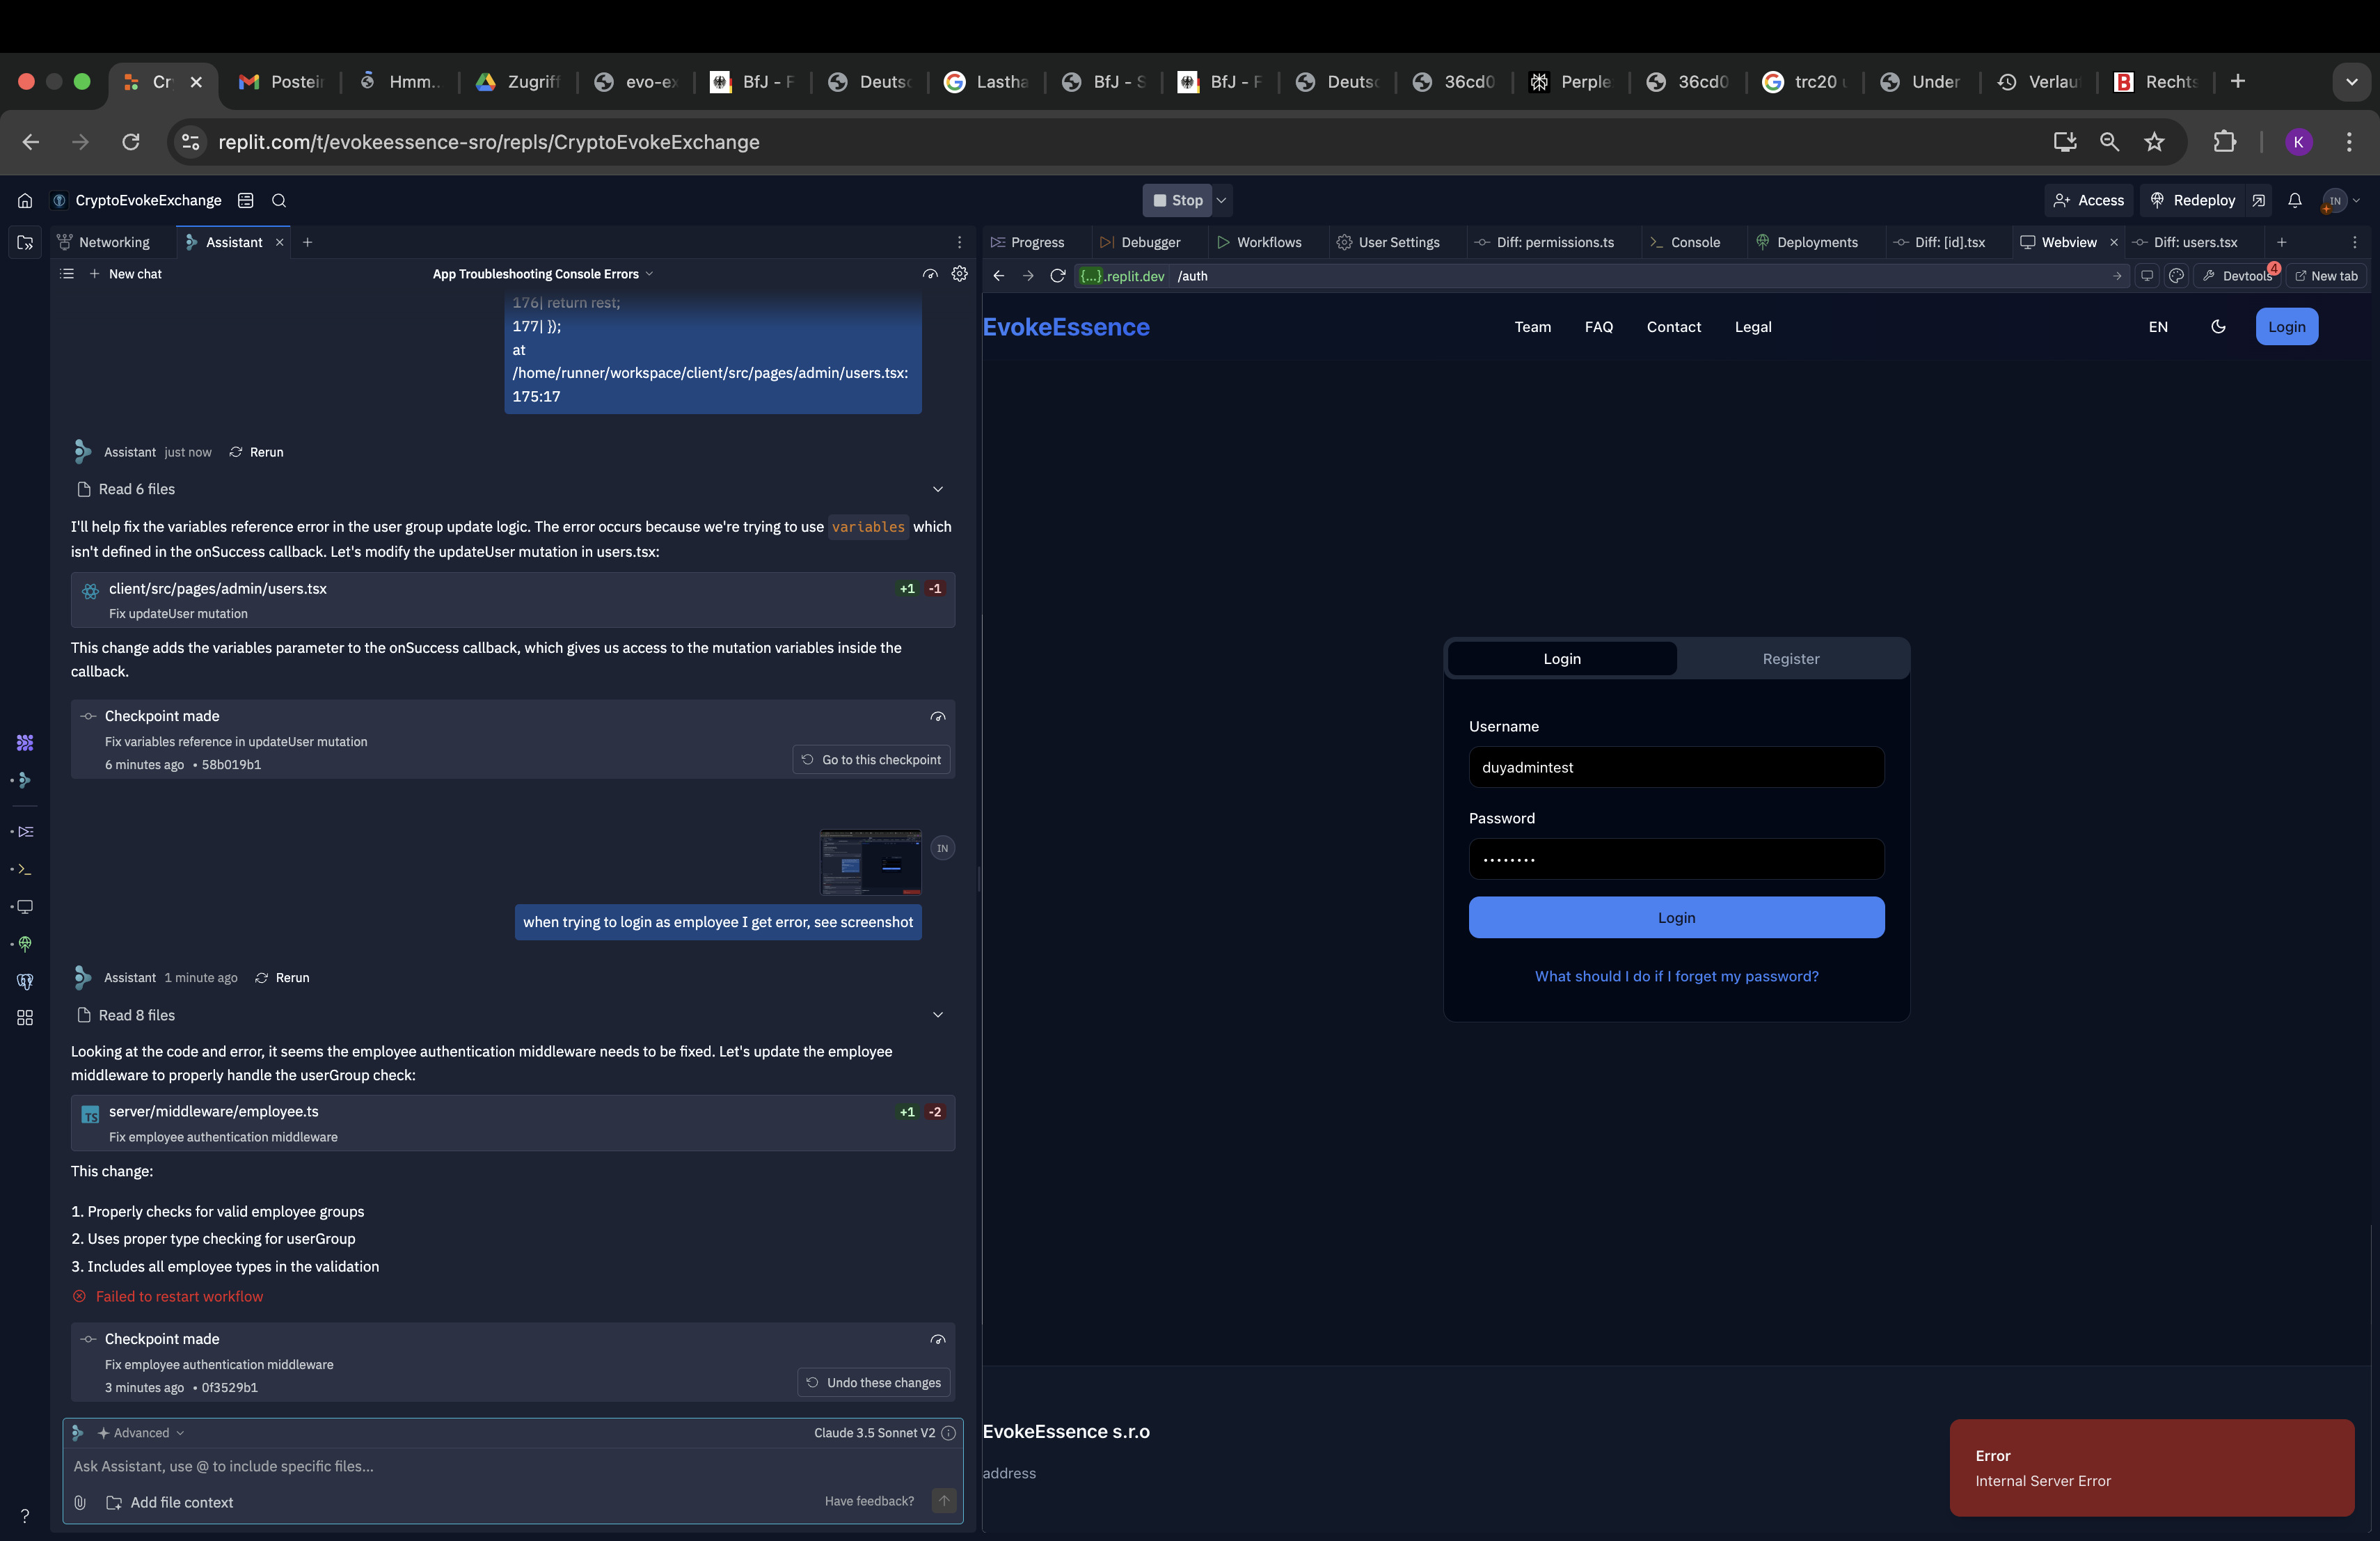 Cr
Postein
Hmm..
Zugriff
evo-ex
BfJ - F
Deutsc
Lastha
BfJ - S
BfJ - F
Deutsc
36cd0
Perple
36cd0
trc20 u
Under
Verlau
Rechts
replit.com/t/evokeessence-sro/repls/CryptoEvokeExchange
K
CryptoEvokeExchange
Stop
Access
Redeploy
IN
Networking
Assistant
Progress
Debugger
Workflows
User Settings
Diff: permissions.ts
Console
Deployments
Diff: [id].tsx
Webview
Diff: users.tsx
New chat
App Troubleshooting Console Errors
{...}.replit.dev /auth
Devtools
4
New tab
176| return rest;
177| });
at
/home/runner/workspace/client/src/pages/admin/users.tsx:
175:17
Assistant just now Rerun
Read 6 files
I'll help fix the variables reference error in the user group update logic. The error occurs because we're trying to use variables which
isn't defined in the onSuccess callback. Let's modify the updateUser mutation in users.tsx:
client/src/pages/admin/users.tsx +1 -1
Fix updateUser mutation
This change adds the variables parameter to the onSuccess callback, which gives us access to the mutation variables inside the
callback.
Checkpoint made
Fix variables reference in updateUser mutation
6 minutes ago • 58b019b1
Go to this checkpoint
IN
when trying to login as employee I get error, see screenshot
Assistant 1 minute ago Rerun
Read 8 files
Looking at the code and error, it seems the employee authentication middleware needs to be fixed. Let's update the employee
middleware to properly handle the userGroup check:
TS
server/middleware/employee.ts +1 -2
Fix employee authentication middleware
This change:
1. Properly checks for valid employee groups
2. Uses proper type checking for userGroup
3. Includes all employee types in the validation
Failed to restart workflow
Checkpoint made
Fix employee authentication middleware
3 minutes ago • 0f3529b1
Undo these changes
Advanced
Claude 3.5 Sonnet V2
Ask Assistant, use @ to include specific files...
Add file context
Have feedback?
?
EvokeEssence
Team
FAQ
Contact
Legal
EN
Login
Login
Register
Username
duyadmintest
Password
••••••••
Login
What should I do if I forget my password?
EvokeEssence s.r.o
address
Error
Internal Server Error